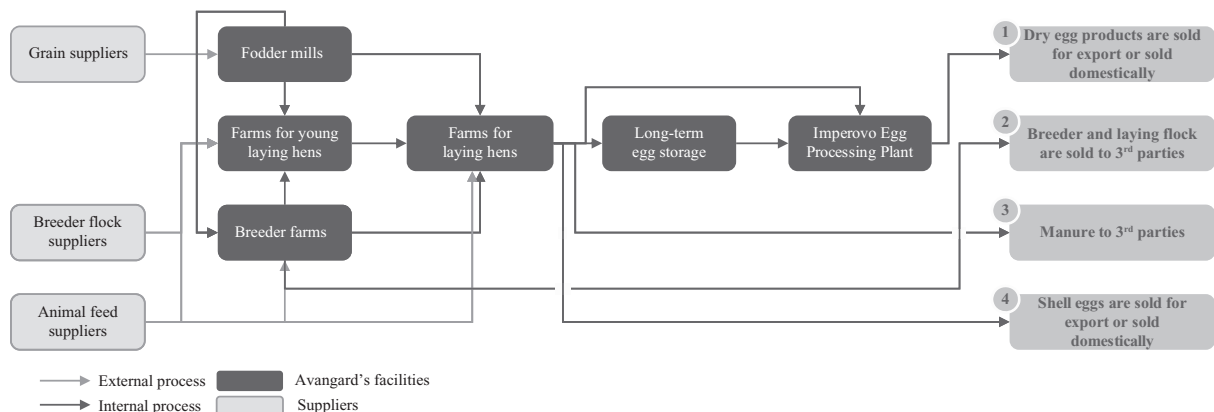 Grain suppliers
Fodder mills
1
Dry egg products are sold
for export or sold
domestically
Farms for young
laying hens
Farms for
laying hens
Long-term
egg storage
Imperovo Egg
Processing Plant
2
Breeder and laying flock
are sold to 3rd parties
Breeder flock
suppliers
Breeder farms
3
Manure to 3rd parties
Animal feed
suppliers
4
Shell eggs are sold for
export or sold
domestically
External process
Avangard’s facilities
Internal process
Suppliers